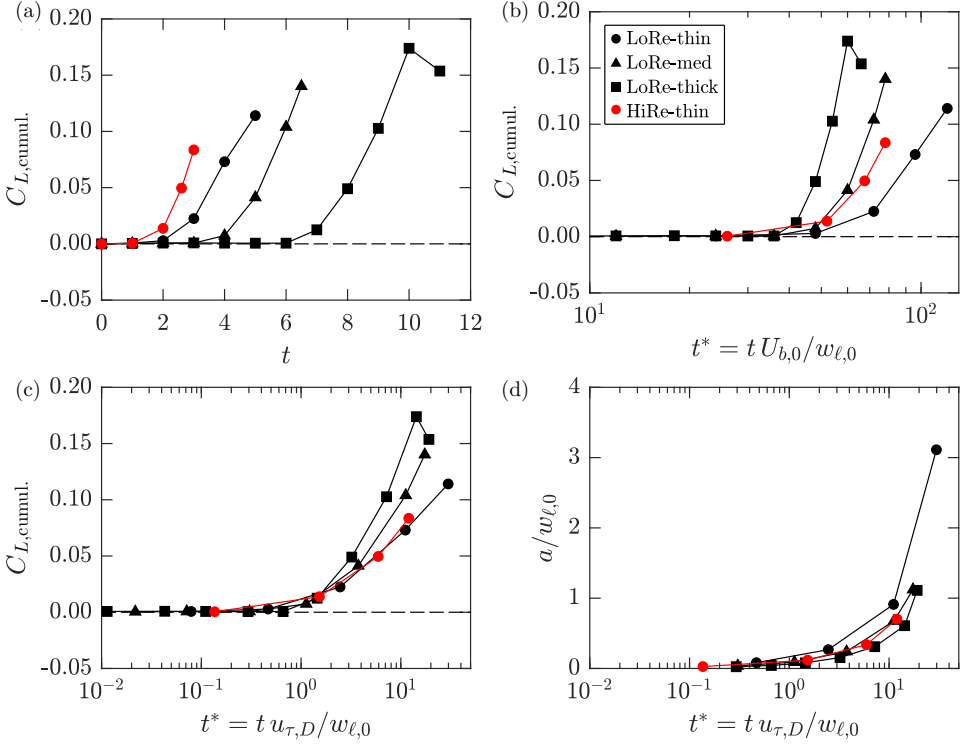 (a)
0.20
0.15
0.10
0.05
0.00
-0.05
C_{L,cumul.}
0 2 4 6 8 10 12
t
(b)
0.20
0.15
0.10
0.05
0.00
-0.05
C_{L,cumul.}
LoRe-thin
LoRe-med
LoRe-thick
HiRe-thin
10^1 10^2
t* = t U_{b,0}/w_{ℓ,0}
(c)
0.20
0.15
0.10
0.05
0.00
-0.05
C_{L,cumul.}
10^{-2} 10^{-1} 10^0 10^1
t* = t u_{τ,D}/w_{ℓ,0}
(d)
4
3
2
1
0
a/w_{ℓ,0}
10^{-2} 10^{-1} 10^0 10^1
t* = t u_{τ,D}/w_{ℓ,0}